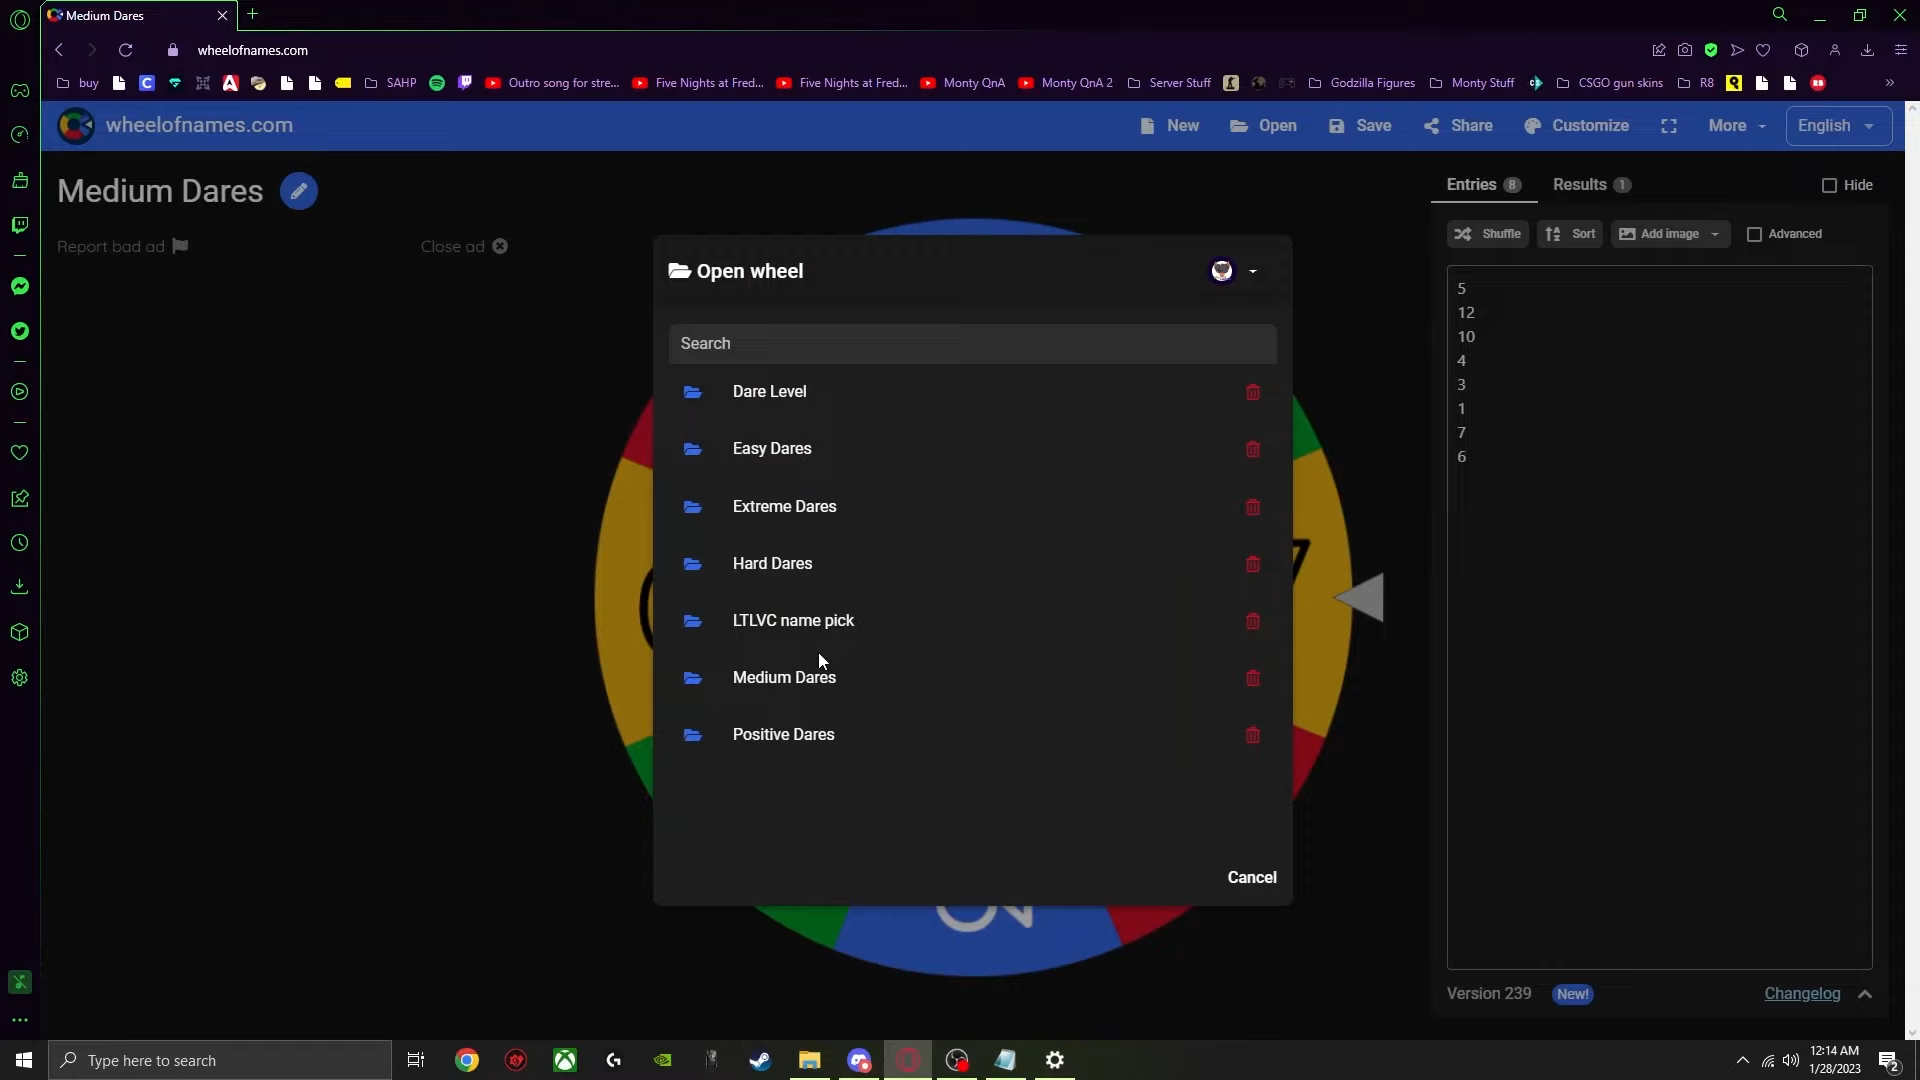 Medium Dares
wheelofnames.com
buy
SAHP
Outro song for stre...
Five Nights at Fred...
Five Nights at Fred...
Monty QnA
Monty QnA 2
Server Stuff
Godzilla Figures
Monty Stuff
CSGO gun skins
R8
wheelofnames.com
New
Open
Save
Share
Customize
More
English
Medium Dares
Report bad ad
Close ad
Entries 8
Results 1
Hide
Shuffle
Sort
Add image
Advanced
5
12
10
4
3
1
7
6
Open wheel
Search
Dare Level
Easy Dares
Extreme Dares
Hard Dares
LTLVC name pick
Medium Dares
Positive Dares
Cancel
7
Version 239
New!
Changelog
Type here to search
12:14 AM
1/28/2023
2